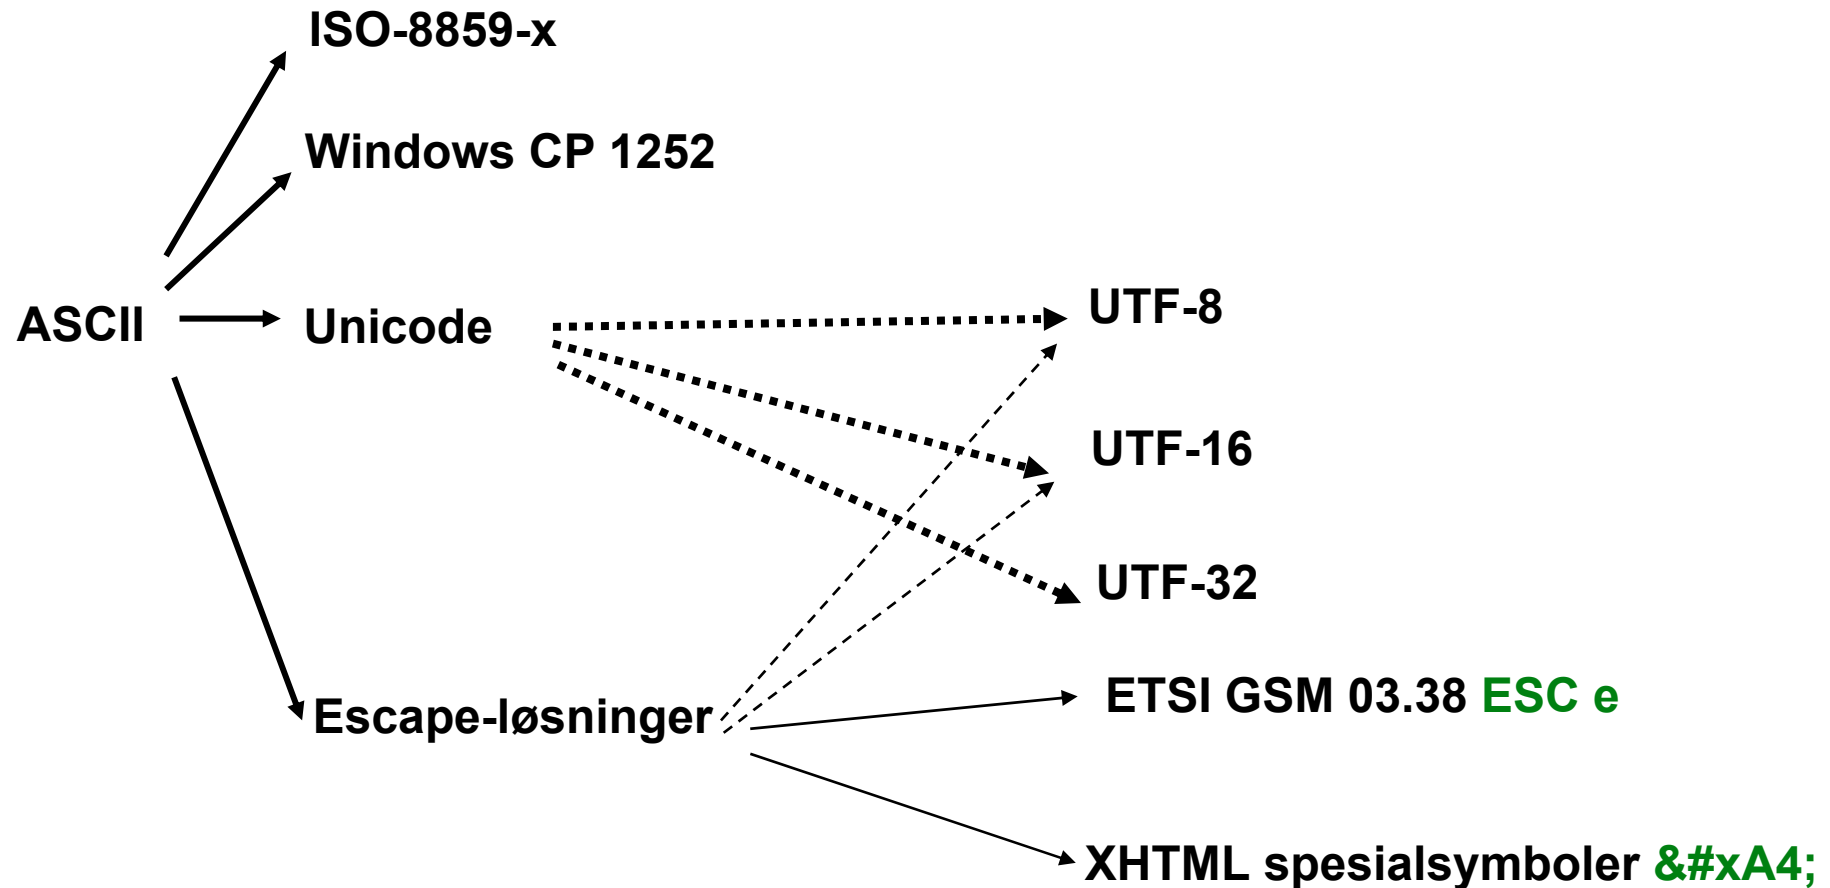 ISO-8859-x
Windows CP 1252
ASCII
Unicode
UTF-8
UTF-16
UTF-32
Escape-løsninger
ETSI GSM 03.38 ESC e
XHTML spesialsymboler &#xA4;